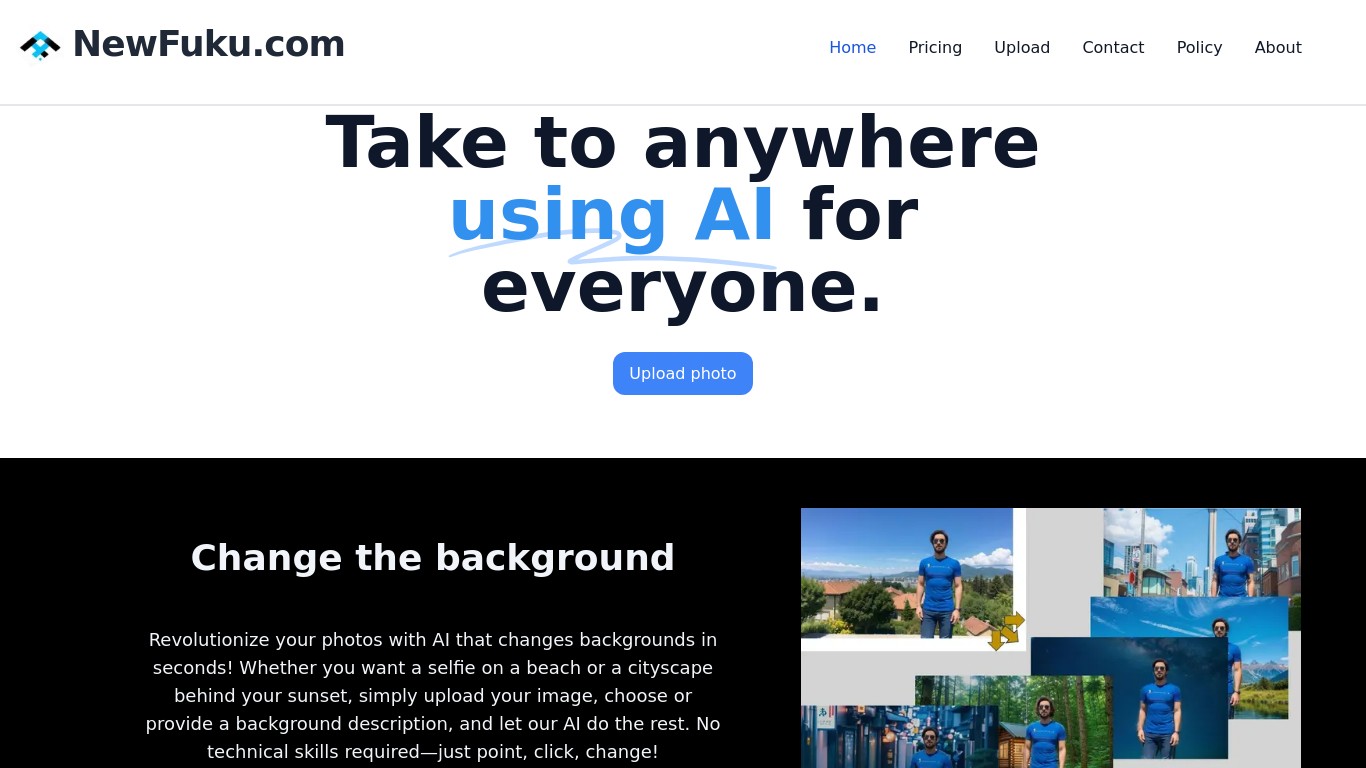 NewFuku.com
Home Pricing Upload Contact Policy About
Take to anywhere
using AI for
everyone.
Upload photo
Change the background
Revolutionize your photos with AI that changes backgrounds in
seconds! Whether you want a selfie on a beach or a cityscape
behind your sunset, simply upload your image, choose or
provide a background description, and let our AI do the rest. No
technical skills required—just point, click, change!